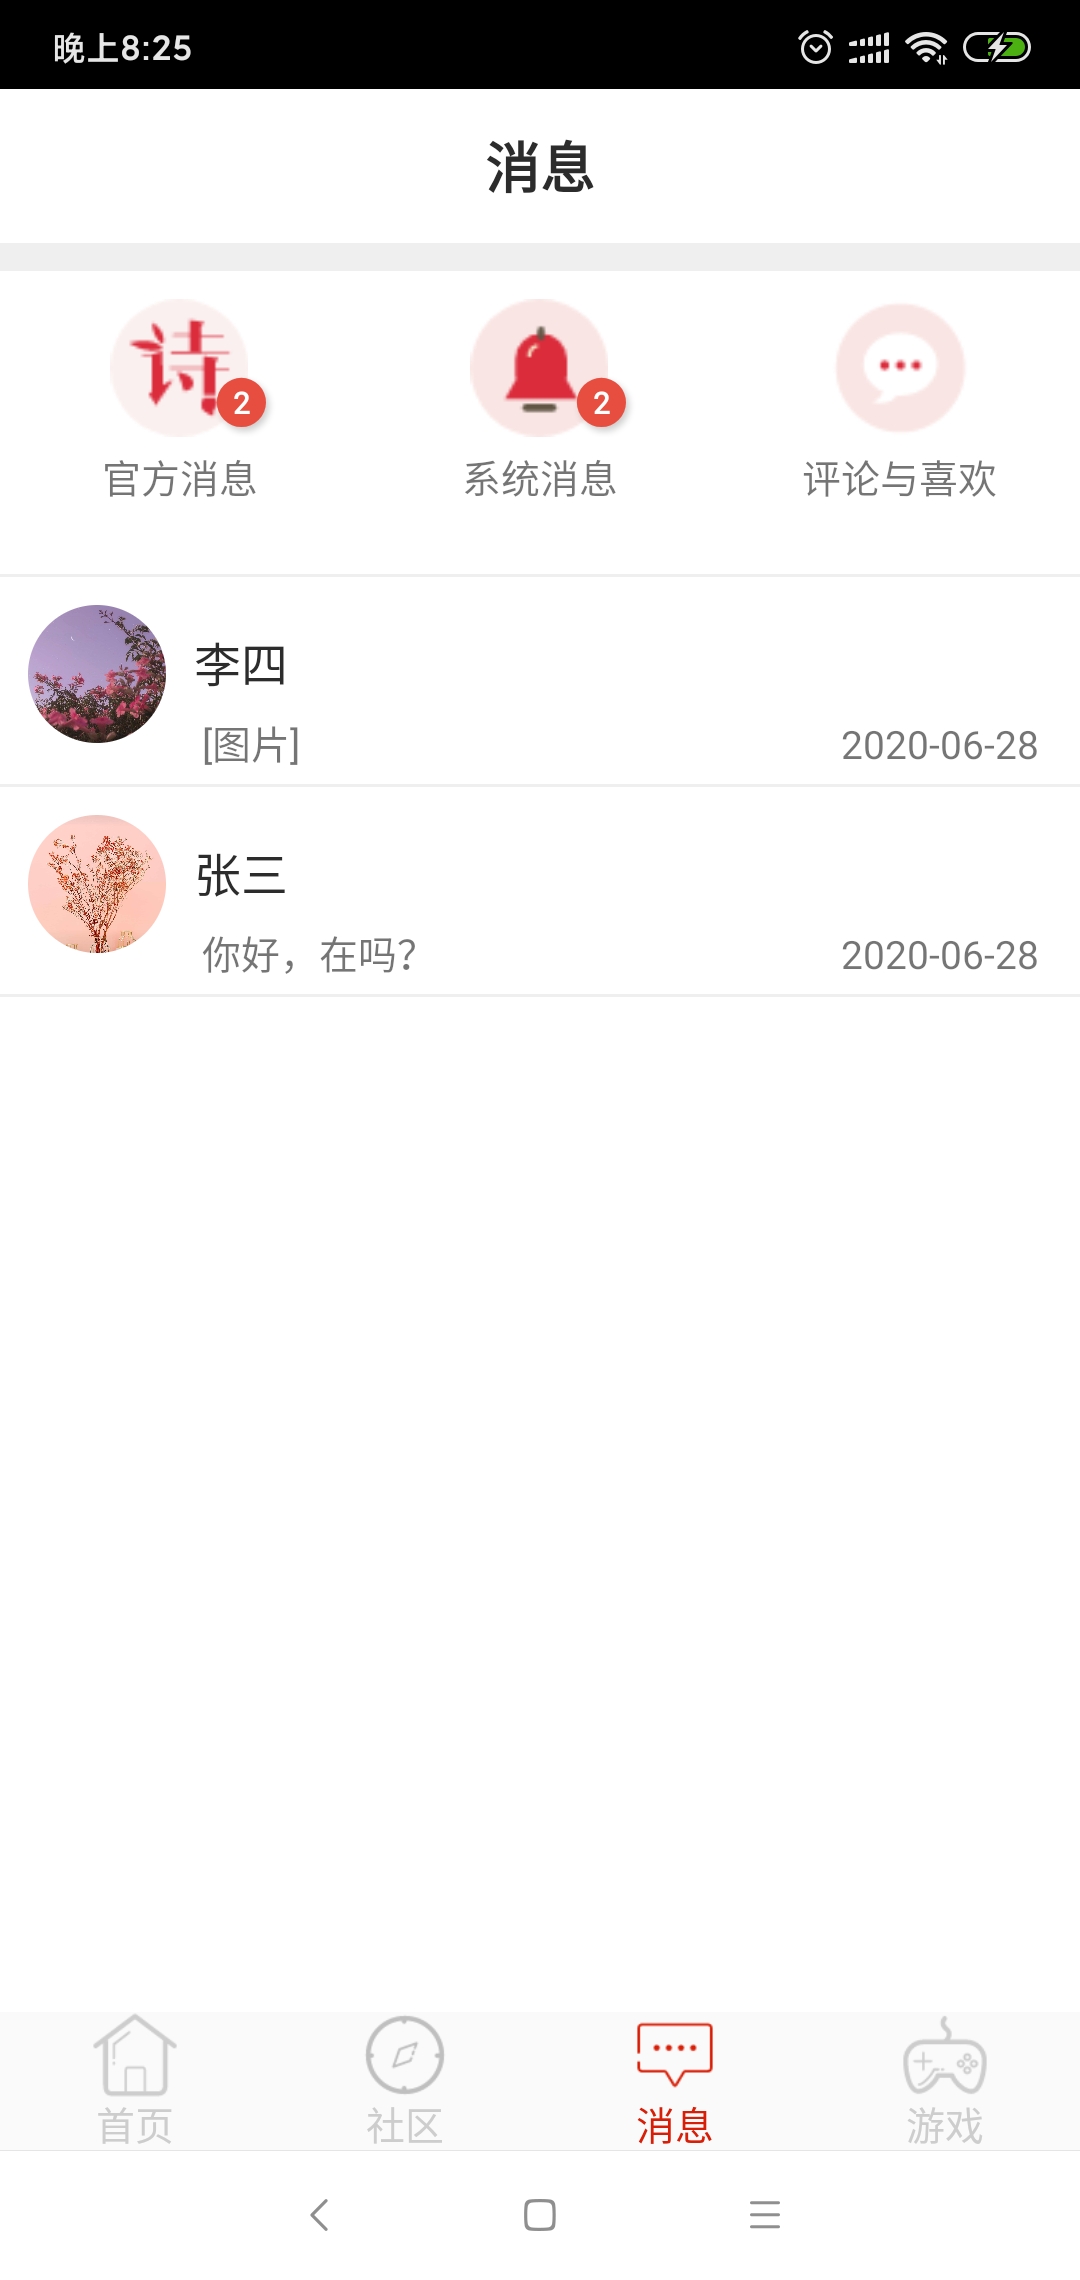 晚上8:25
消息
诗
2
2
官方消息
系统消息
评论与喜欢
李四
[图片]
2020-06-28
张三
你好，在吗？
2020-06-28
首页
社区
消息
游戏